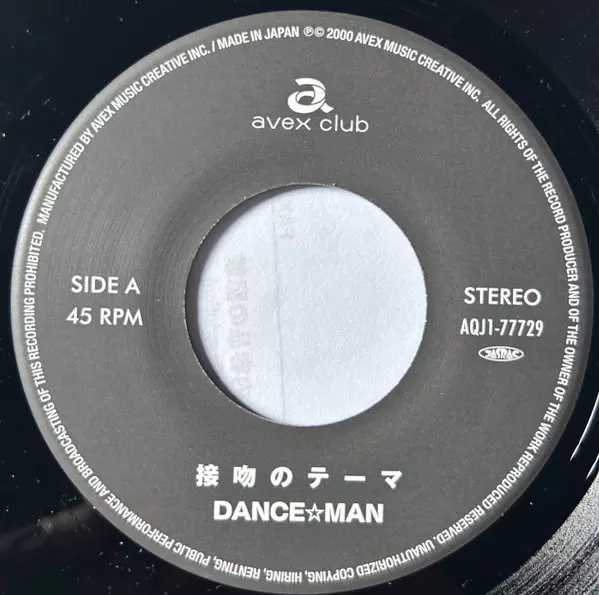 MANUFACTURED BY AVEX MUSIC CREATIVE INC. / MADE IN JAPAN ℗© 2000 AVEX MUSIC CREATIVE INC. ALL RIGHTS OF THE RECORD PRODUCER AND OF THE OWNER OF THE WORK REPRODUCED RESERVED. UNAUTHORIZED COPYING, HIRING, RENTING, PUBLIC PERFORMANCE AND BROADCASTING OF THIS RECORDING PROHIBITED.
avex club
SIDE A
45 RPM
STEREO
AQJ1-77729
JASRAC
接吻のテーマ
DANCE☆MAN